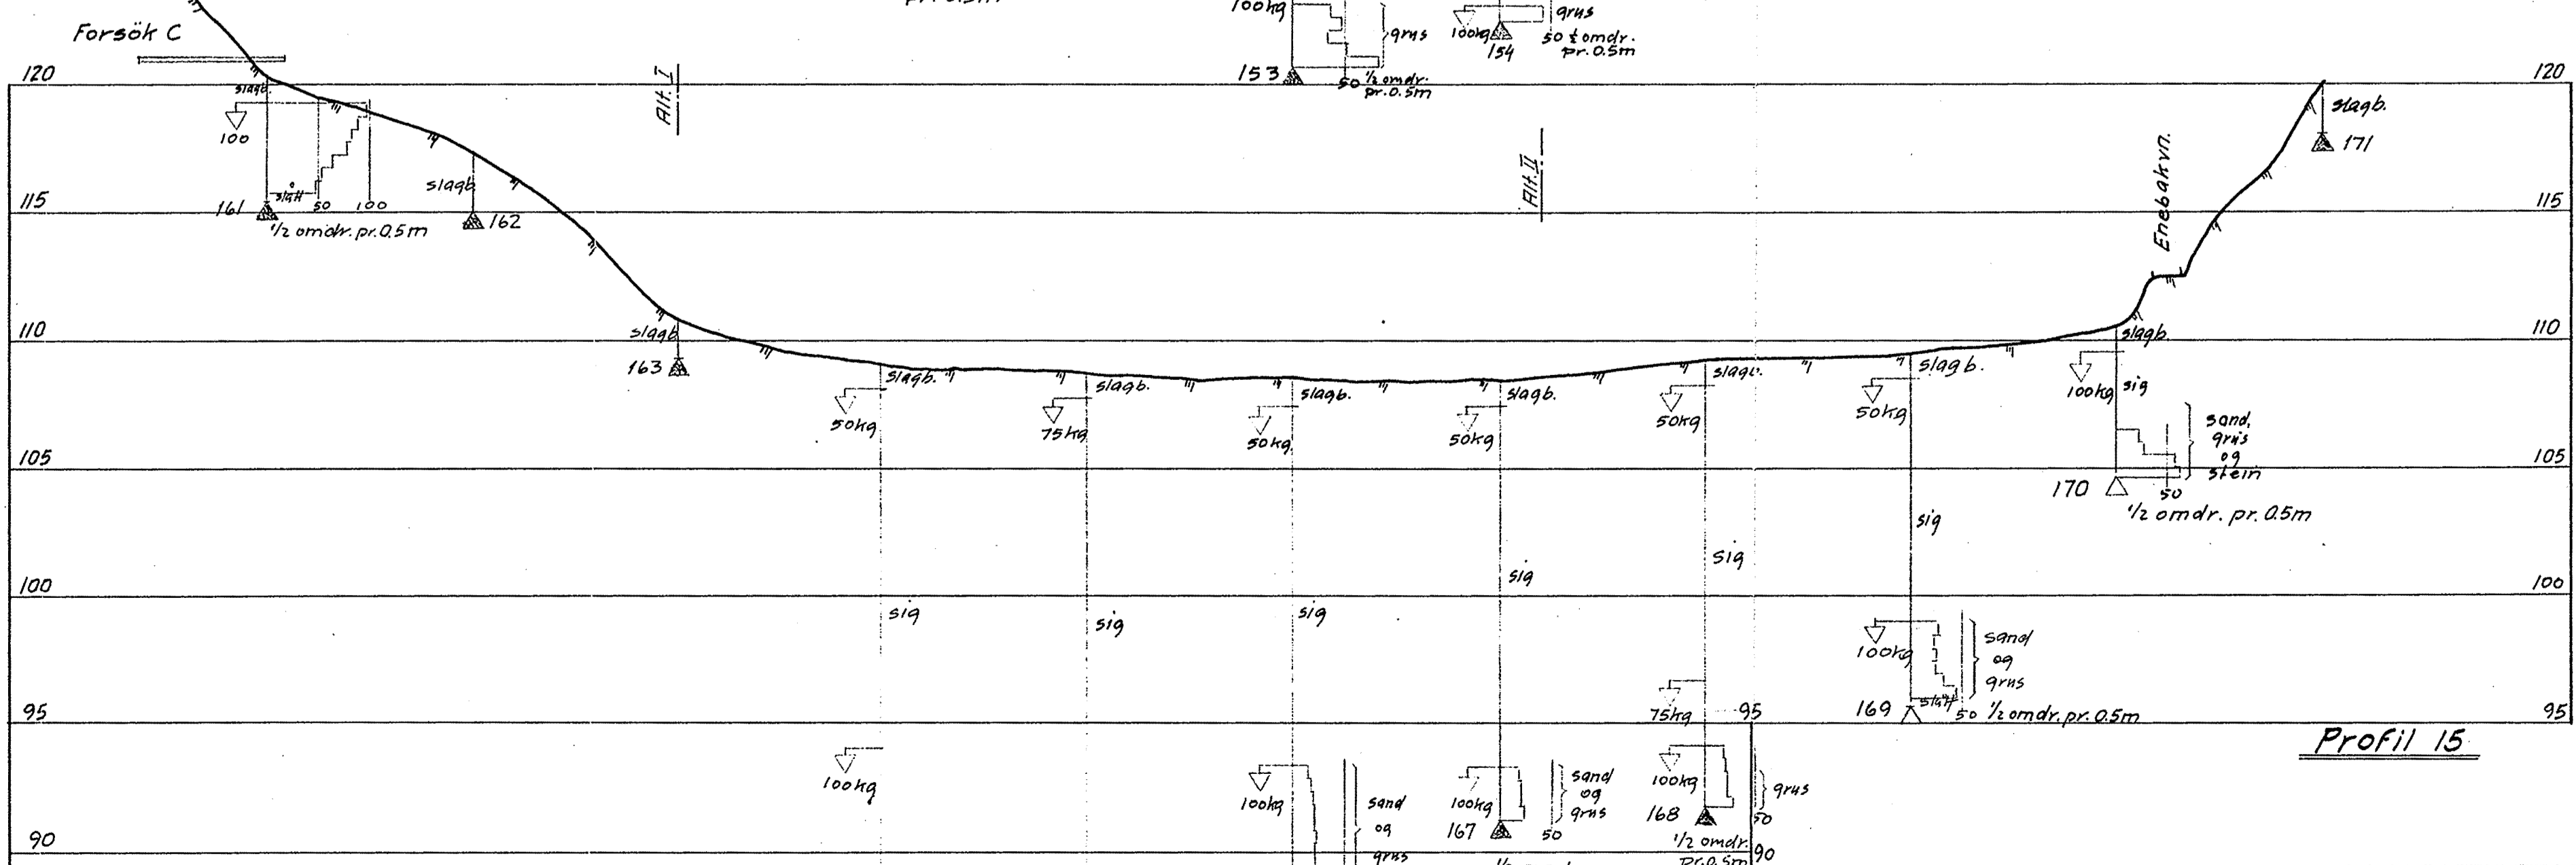 pr. 0.5m
100kg
grus
153
50 1/2 omdr.
pr. 0.5m
100kg
grus
154
50 ½ omdr.
pr. 0.5m
Forsök C
120
120
slagb.
100
Alt. I
slagb.
171
Enebakvn.
slagb
slått
50
100
161
162
1/2 omdr. pr. 0.5m
115
115
Alt. II
110
110
slagb
163
slagb.
slagb.
slagb.
slagb.
slagb.
slagb.
slagb.
50kg
75kg
50kg
50kg
50kg
50kg
100kg
sig
sand,
grus
og
stein
105
105
170
50
1/2 omdr. pr. 0.5m
sig
sig
sig
100
100
sig
sig
sig
100kg
sand
og
grus
75kg
95
95
95
169
slått
50 1/2 omdr. pr. 0.5m
Profil 15
100kg
100kg
sand
og
grus
100kg
sand
og
grus
167
50
100kg
grus
168
50
1/2 omdr.
pr. 0.5m
90
90